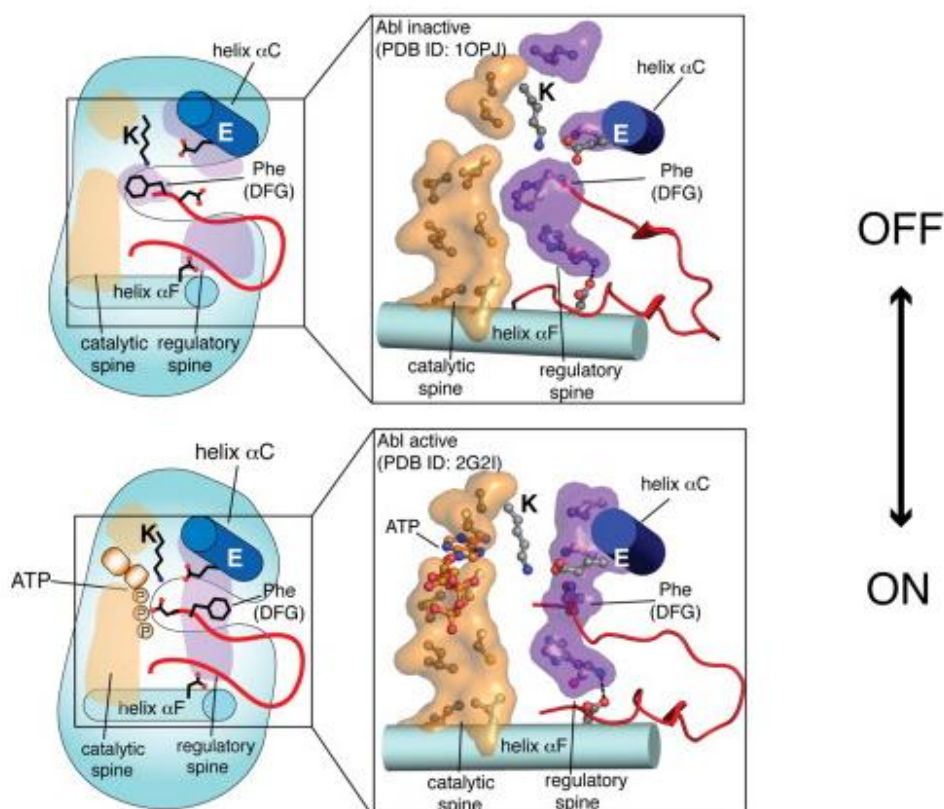 Abl inactive
(PDB ID: 1OPJ)
helix αC
K
E
Phe
(DFG)
helix αF
catalytic
spine
regulatory
spine
K
helix αC
E
Phe
(DFG)
helix αF
catalytic
spine
regulatory
spine
OFF
ON
Abl active
(PDB ID: 2G2I)
helix αC
K
E
ATP
Phe
(DFG)
P
P
P
helix αF
catalytic
spine
regulatory
spine
K
helix αC
ATP
E
Phe
(DFG)
helix αF
catalytic
spine
regulatory
spine